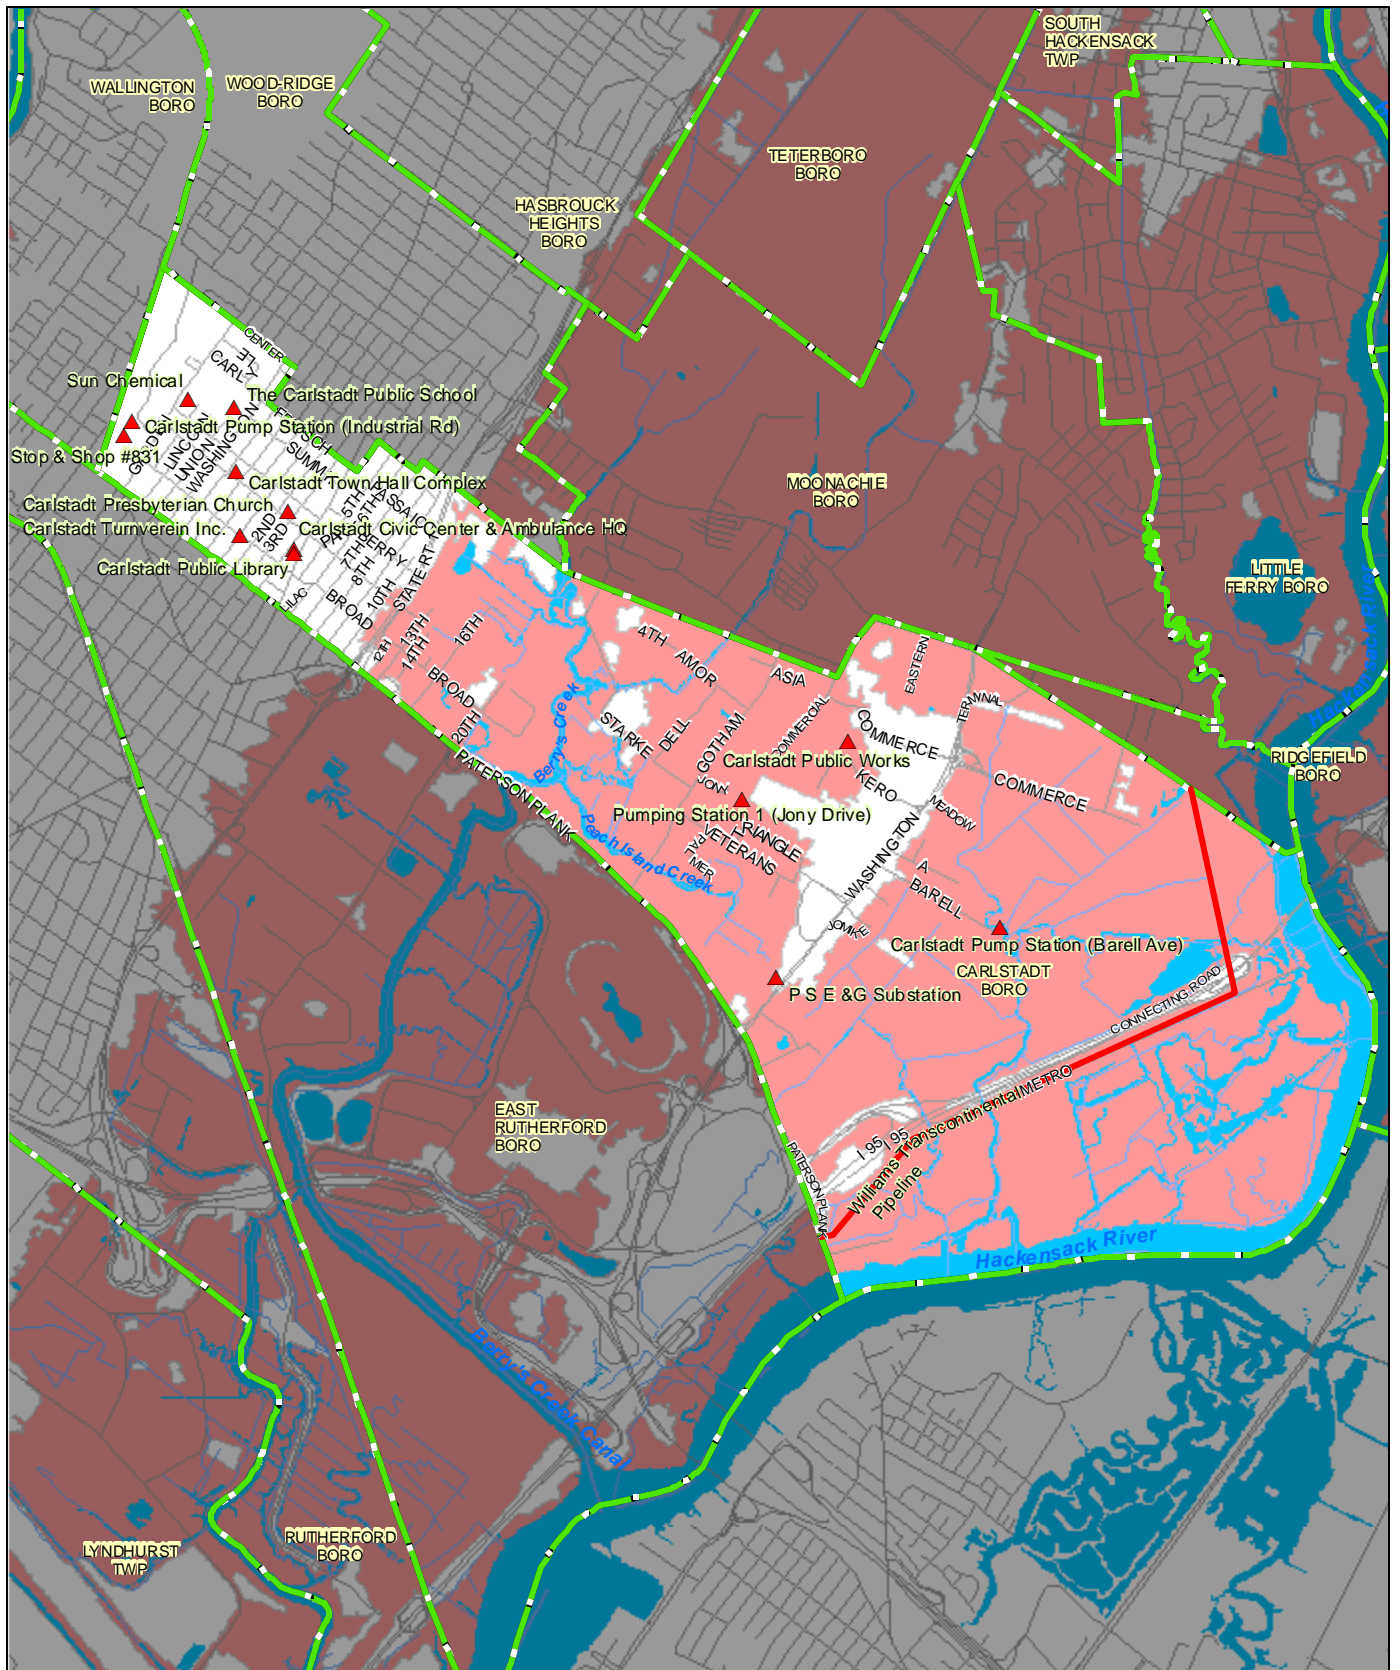 SOUTH
HACKENSACK
TWP
WALLINGTON
BORO
WOOD-RIDGE
BORO
TETERBORO
BORO
HASBROUCK
HEIGHTS
BORO
CENTER
CARLYLE
Sun Chemical
The Carlstadt Public School
Carlstadt Pump Station (Industrial Rd)
Stop & Shop #831
LINCOLN
UNION
WASHINGTON
Carlstadt Town Hall Complex
MOONACHIE
BORO
Carlstadt Presbyterian Church
Carlstadt Turnverein Inc.
Carlstadt Civic Center & Ambulance HQ
Carlstadt Public Library
2ND
3RD
5TH
6TH
7TH
8TH
BERRY
10TH
STATE RT
LILAC
BROAD
12TH
13TH
14TH
16TH
BROAD
20TH
LITTLE
FERRY BORO
Hackensack River
4TH
AMOR
ASIA
EASTERN
TERMINAL
STARKE
DELL
GOTHAM
COMMERCIAL
COMMERCE
Berry's Creek
Carlstadt Public Works
KERO
COMMERCE
RIDGEFIELD
BORO
JONY
MEADOW
PATERSON PLANK
Pumping Station 1 (Jony Drive)
TRIANGLE
VETERANS
PALMER
Peach Island Creek
WASHINGTON
A
BARELL
JOMIKE
Carlstadt Pump Station (Barell Ave)
CARLSTADT
BORO
P S E &G Substation
CONNECTING ROAD
METRO
EAST
RUTHERFORD
BORO
I 95
I 95
Williams Transcontinental
Pipeline
PATERSON PLANK
Hackensack River
Berry's Creek Canal
LYNDHURST
TWP
RUTHERFORD
BORO